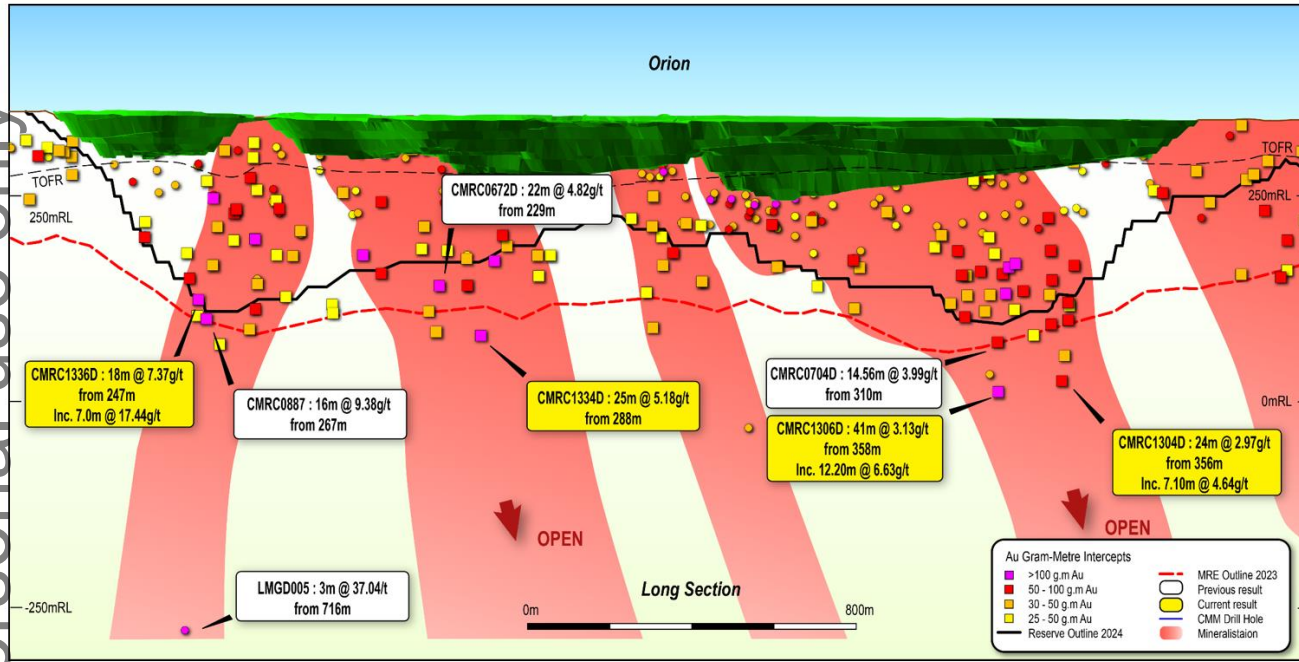 Orion
TOFR
250mRL
TOFR
250mRL
CMRC0672D : 22m @ 4.82g/t
from 229m
CMRC1336D : 18m @ 7.37g/t
from 247m
Inc. 7.0m @ 17.44g/t
CMRC0887 : 16m @ 9.38g/t
from 267m
CMRC1334D : 25m @ 5.18g/t
from 288m
CMRC0704D : 14.56m @ 3.99g/t
from 310m
CMRC1306D : 41m @ 3.13g/t
from 358m
Inc. 12.20m @ 6.63g/t
0mRL
CMRC1304D : 24m @ 2.97g/t
from 356m
Inc. 7.10m @ 4.64g/t
OPEN
OPEN
LMGD005 : 3m @ 37.04/t
from 716m
-250mRL
Long Section
0m
800m
Au Gram-Metre Intercepts
>100 g.m Au
50 - 100 g.m Au
30 - 50 g.m Au
25 - 50 g.m Au
Reserve Outline 2024
MRE Outline 2023
Previous result
Current result
CMM Drill Hole
Mineralistaion